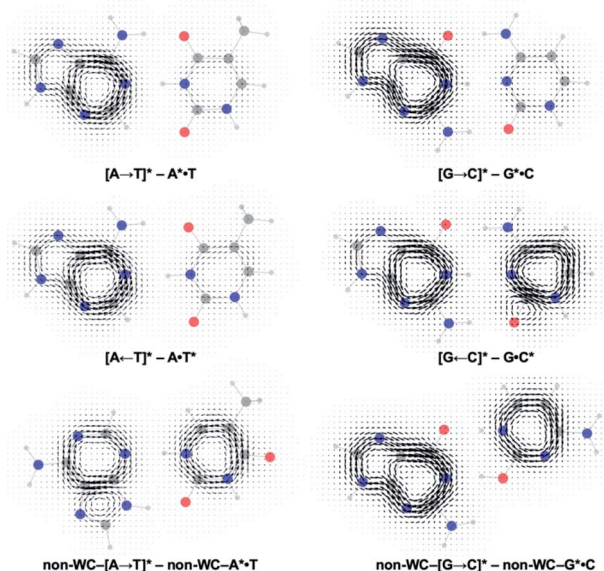 [A→T]* – A*•T
[G→C]* – G*•C
[A←T]* – A•T*
[G←C]* – G•C*
non-WC–[A→T]* – non-WC–A*•T
non-WC–[G→C]* – non-WC–G*•C